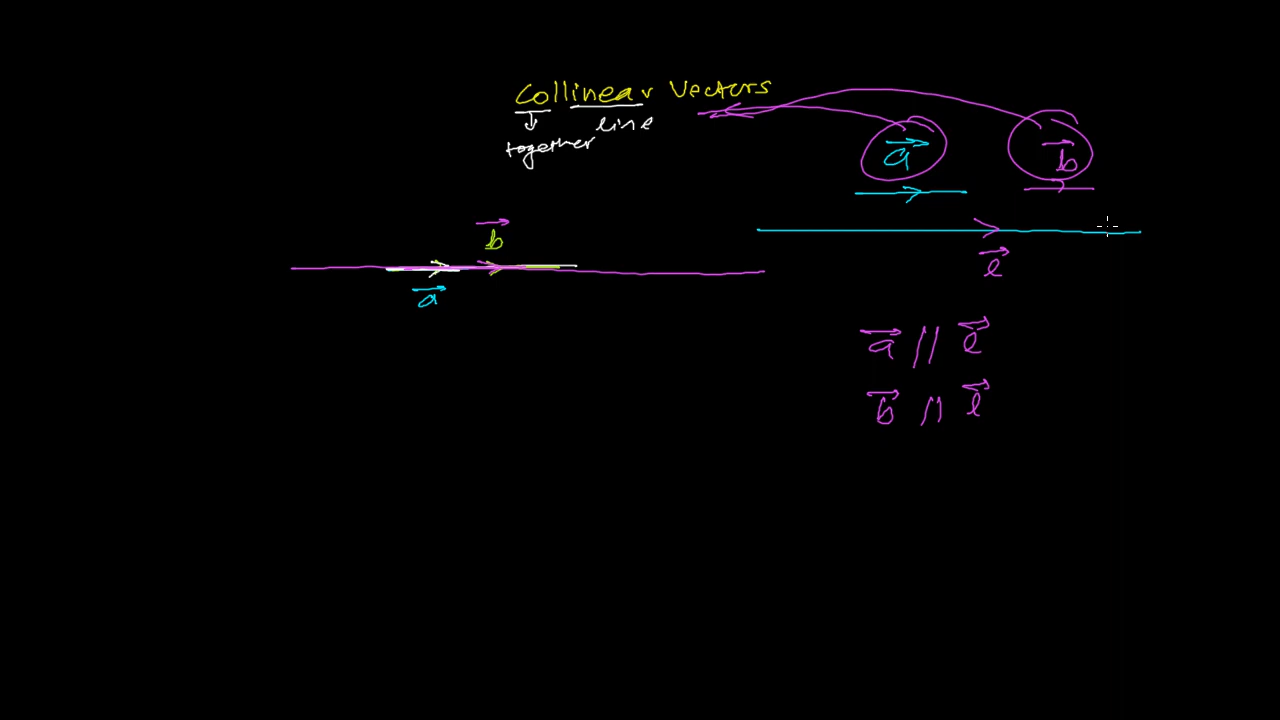 Collinear Vectors
line
together
a
b
b
a
l
a // l
b // l